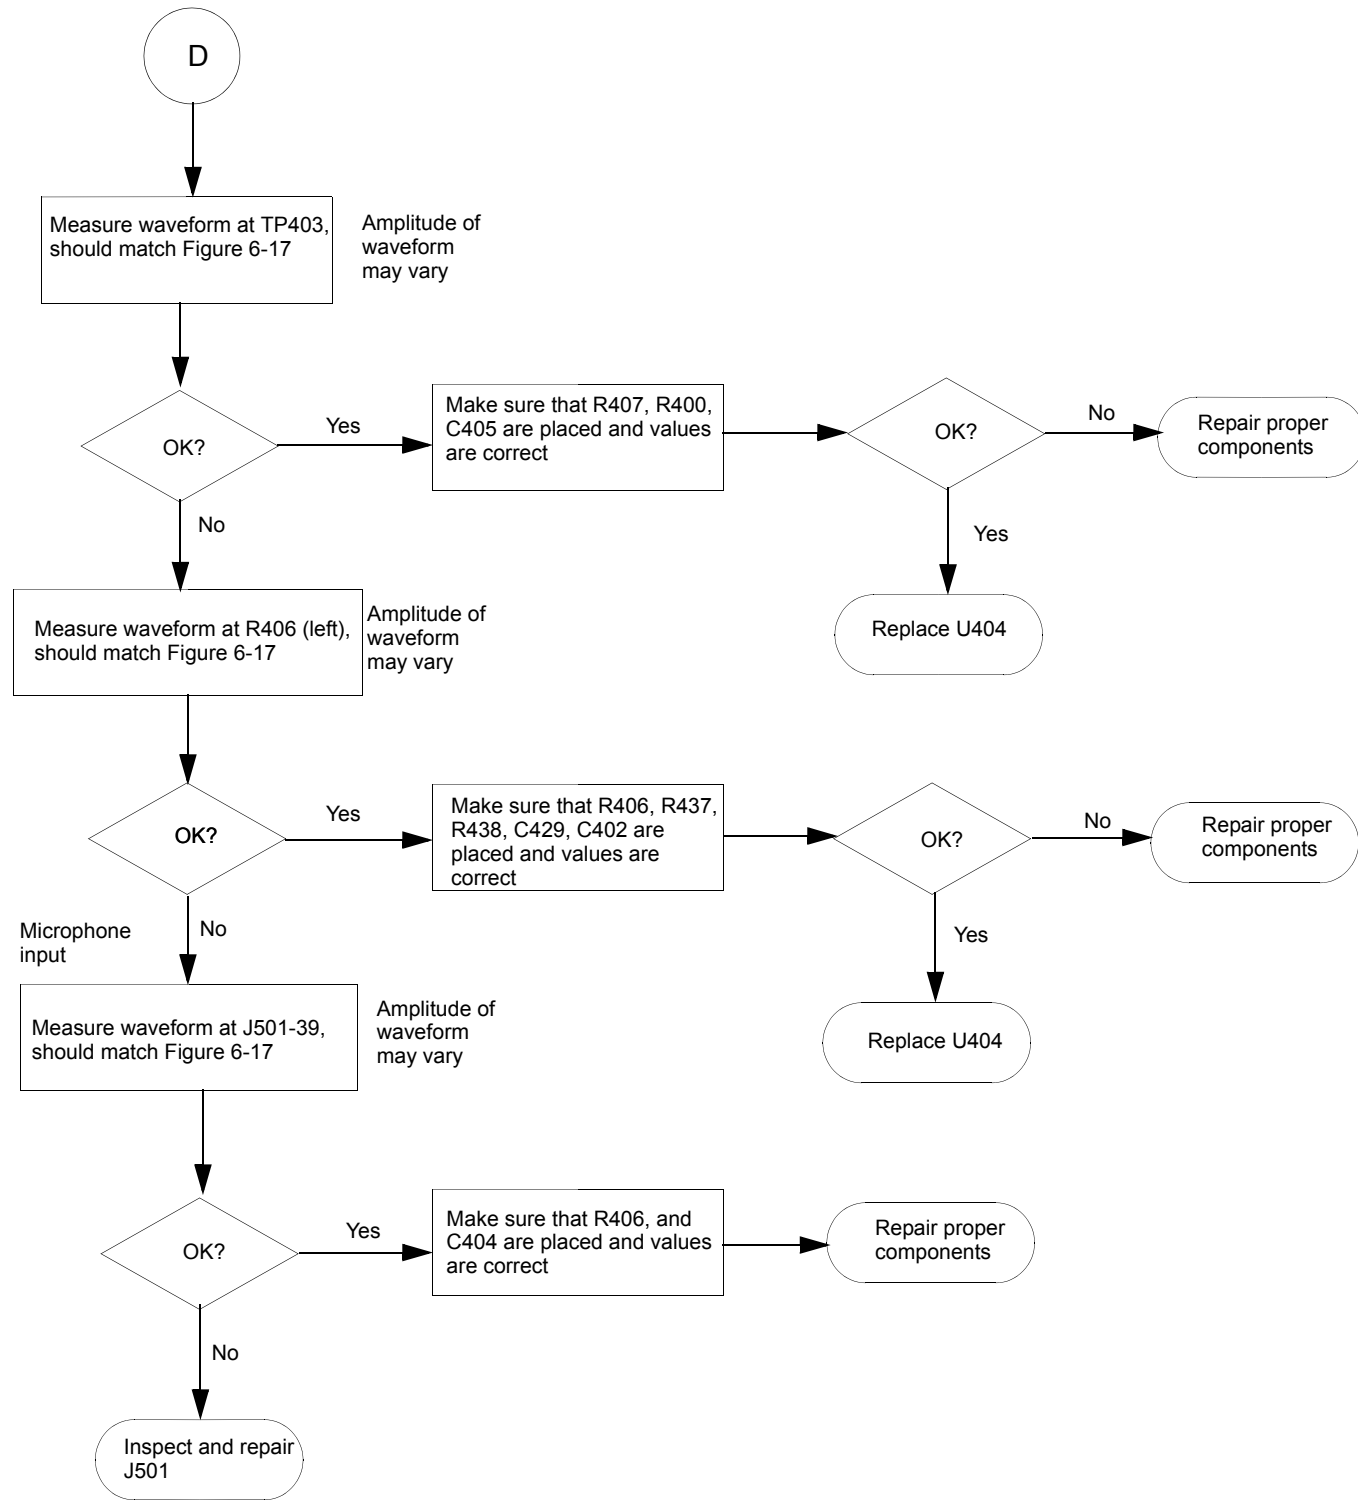 D
Measure waveform at TP403,
should match Figure 6-17
Amplitude of
waveform
may vary
OK?
Yes
Make sure that R407, R400,
C405 are placed and values
are correct
OK?
No
Repair proper
components
No
Yes
Replace U404
Measure waveform at R406 (left),
should match Figure 6-17
Amplitude of
waveform
may vary
OK?
Yes
Make sure that R406, R437,
R438, C429, C402 are
placed and values are
correct
OK?
No
Repair proper
components
Microphone
input
No
Yes
Replace U404
Measure waveform at J501-39,
should match Figure 6-17
Amplitude of
waveform
may vary
OK?
Yes
Make sure that R406, and
C404 are placed and values
are correct
Repair proper
components
No
Inspect and repair
J501